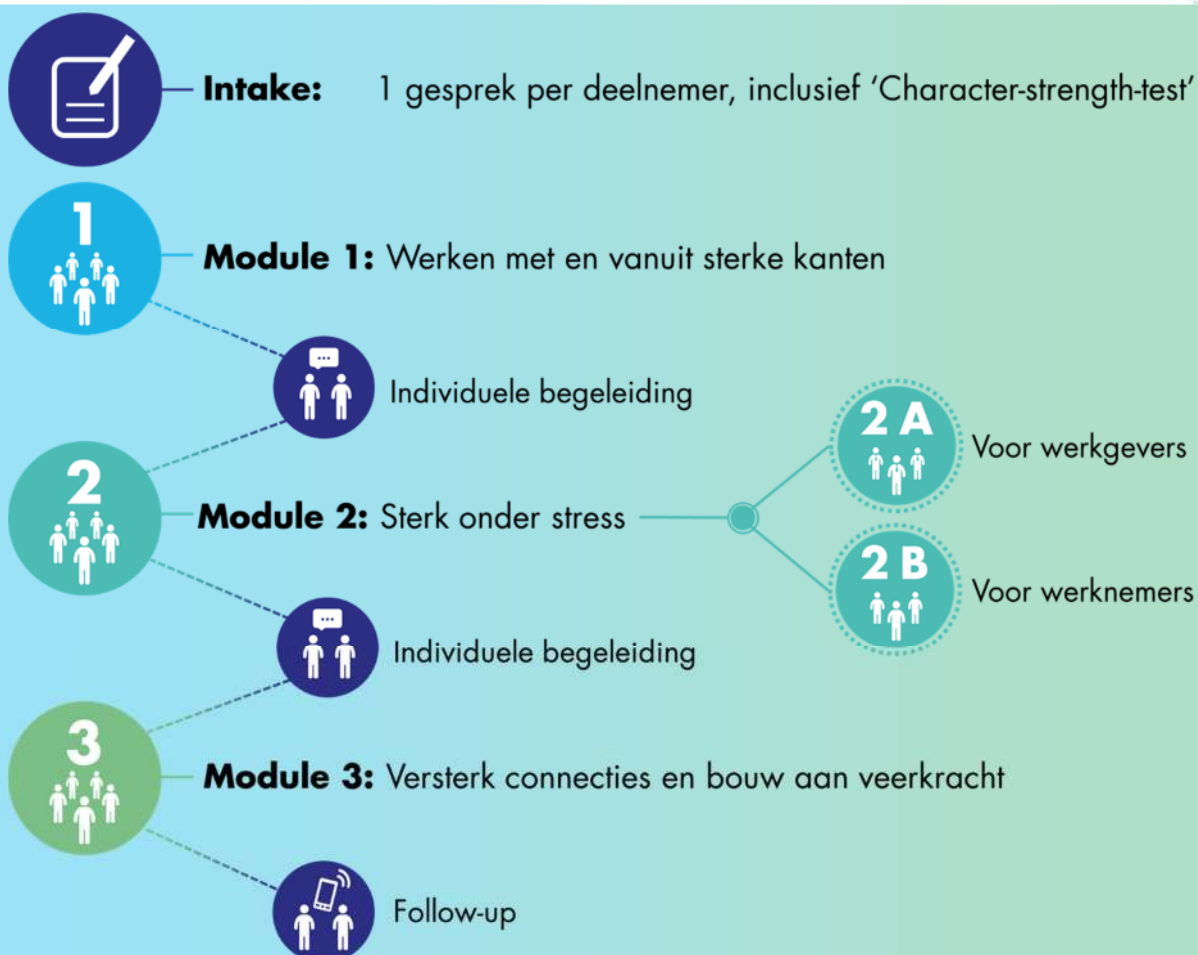 Intake: 1 gesprek per deelnemer, inclusief ‘Character-strength-test’
1
Module 1: Werken met en vanuit sterke kanten
Individuele begeleiding
2
Module 2: Sterk onder stress
2 A
Voor werkgevers
2 B
Voor werknemers
Individuele begeleiding
3
Module 3: Versterk connecties en bouw aan veerkracht
Follow-up